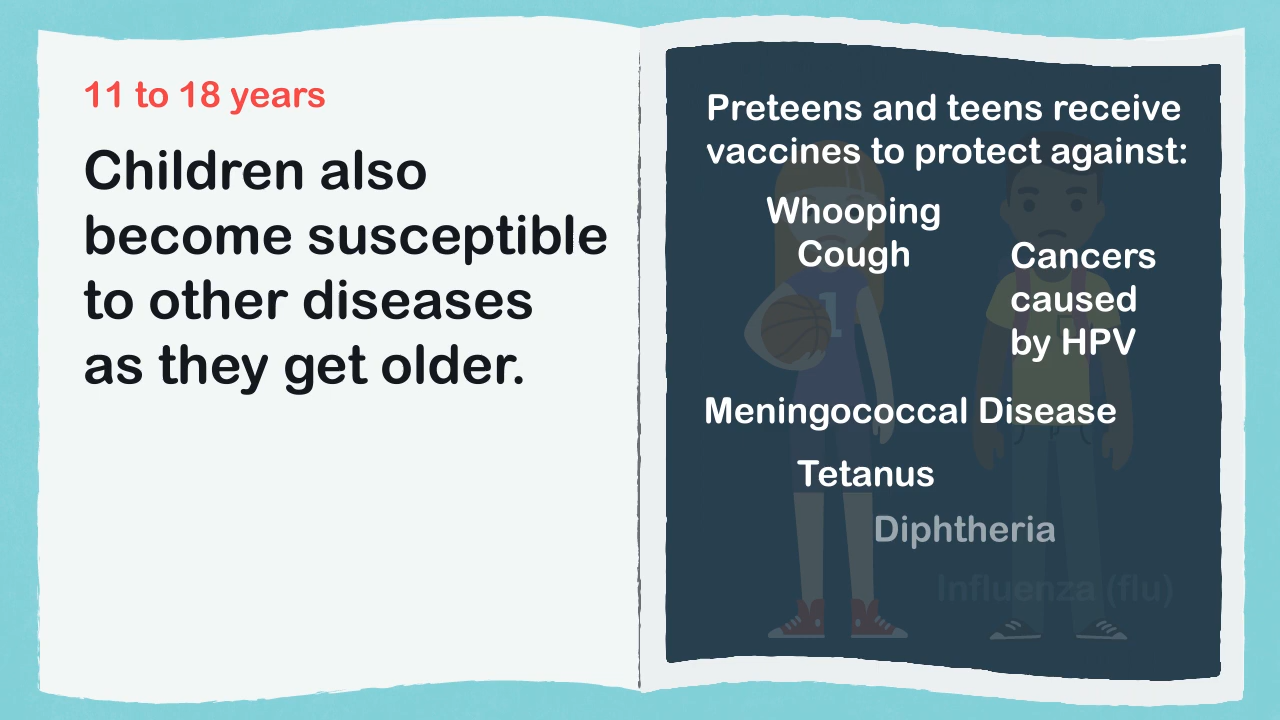 11 to 18 years
Children also
become susceptible
to other diseases
as they get older.
Preteens and teens receive
vaccines to protect against:
Whooping
Cough
Cancers
caused
by HPV
Meningococcal Disease
Tetanus
Diphtheria
Influenza (flu)
1